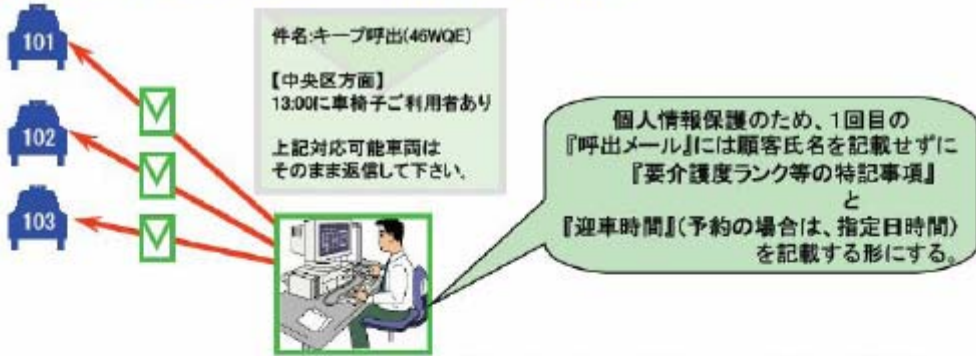 101
102
103
件名:キープ呼出(46WQE)
【中央区方面】
13:00に車椅子ご利用者あり
上記対応可能車両は
そのまま返信して下さい。
個人情報保護のため、1回目の
『呼出メール』には顧客氏名を記載せずに
『要介護度ランク等の特記事項』
と
『迎車時間』(予約の場合は、指定日時間)
を記載する形にする。